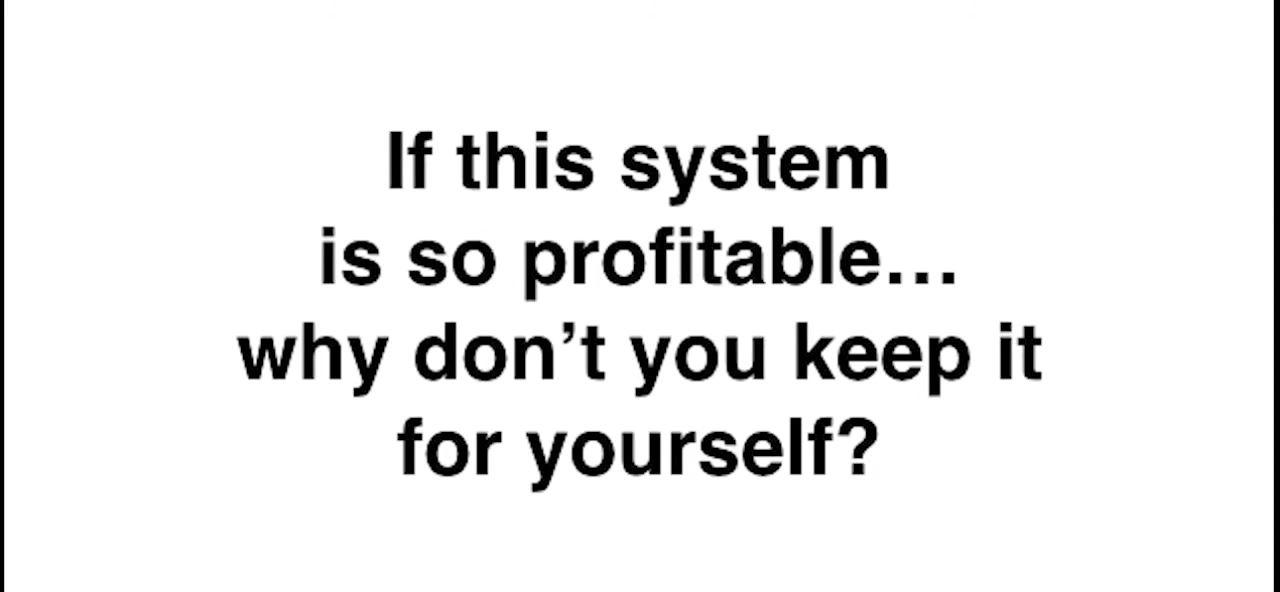 If this system
is so profitable...
why don’t you keep it
for yourself?